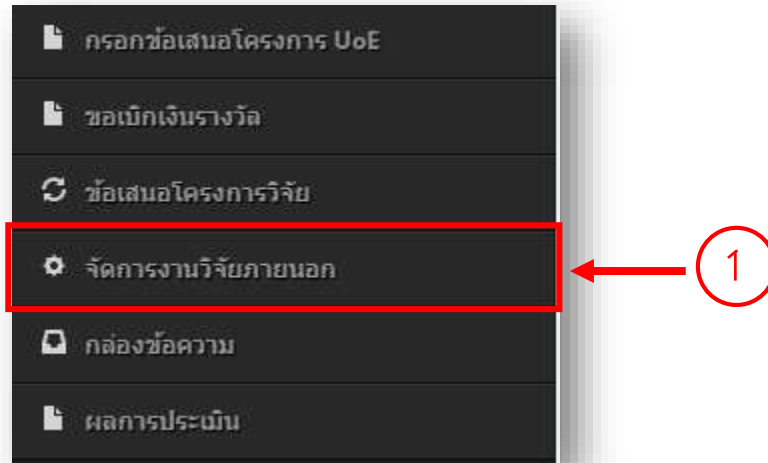 กรอกข้อเสนอโครงการ UoE
ขอเบิกเงินรางวัล
ข้อเสนอโครงการวิจัย
จัดการงานวิจัยภายนอก
1
กล่องข้อความ
ผลการประเมิน